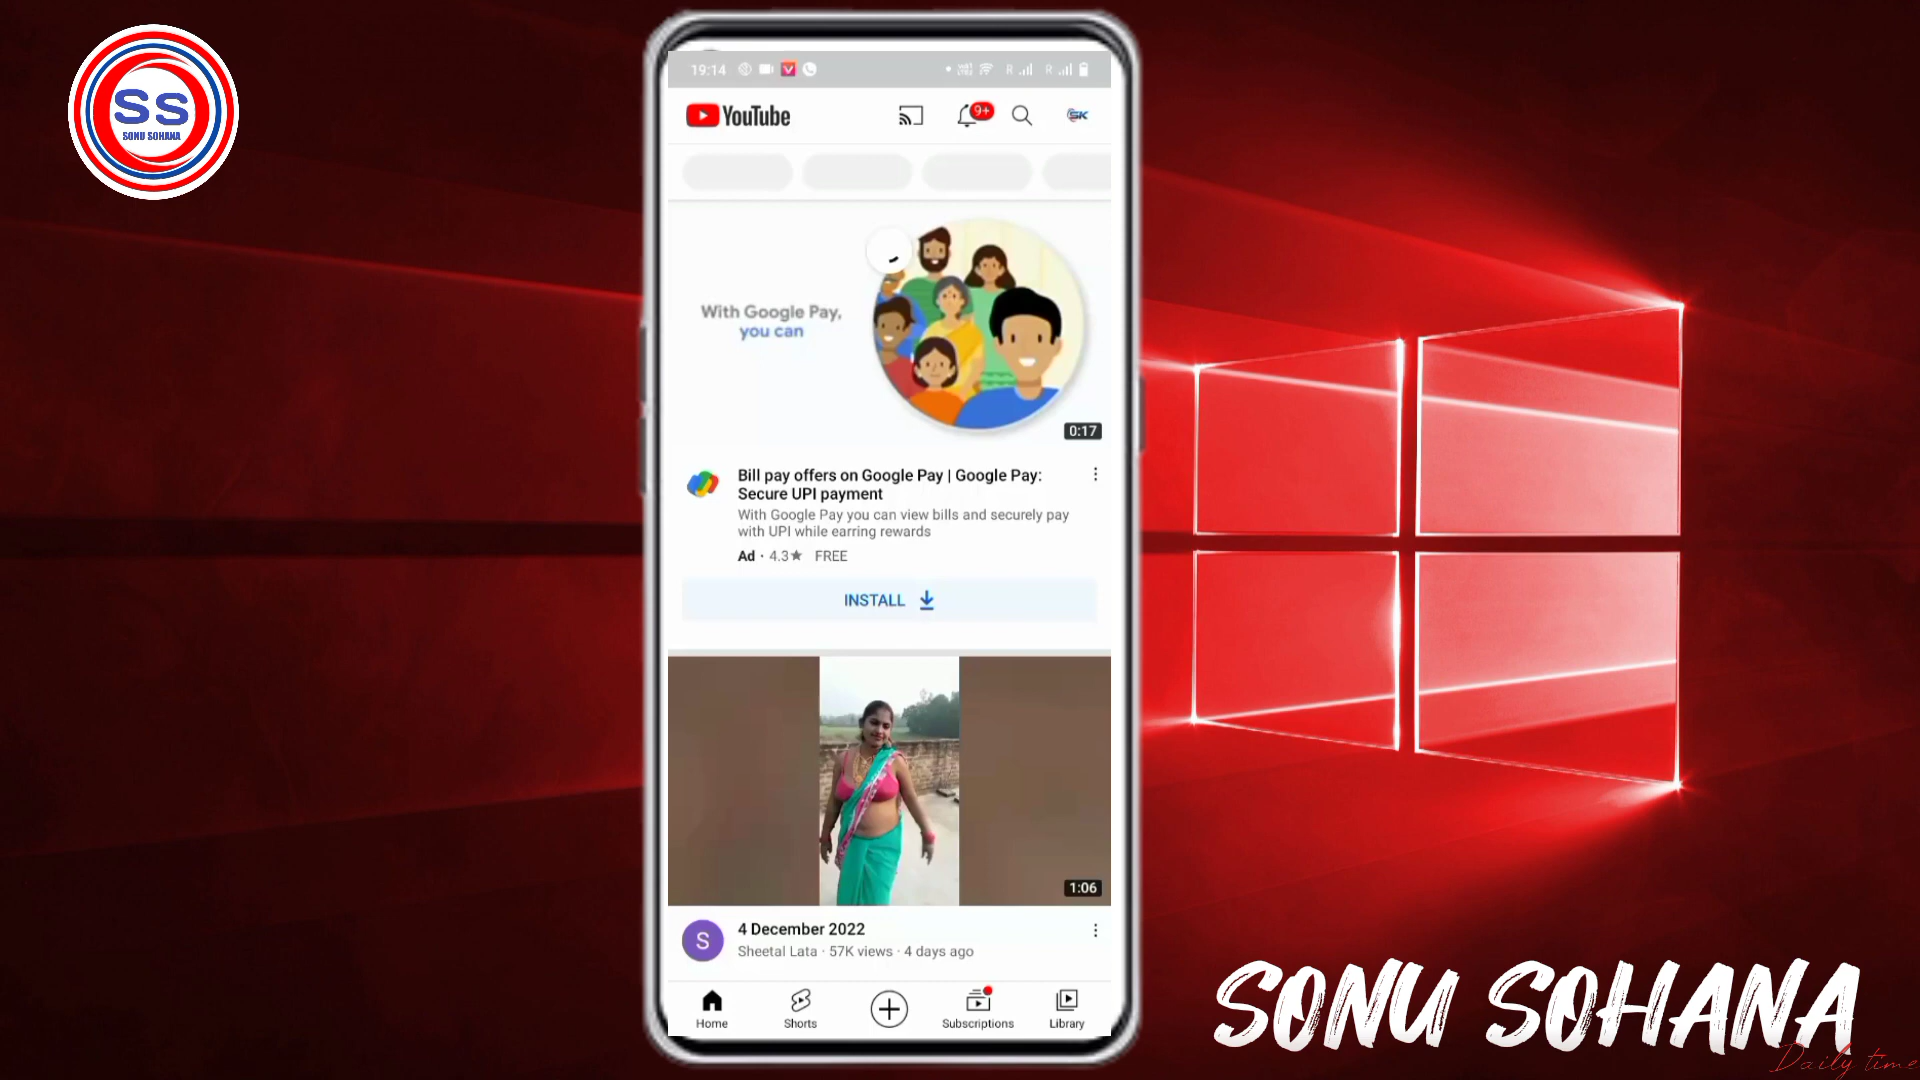 SS
SONU SOHANA
19:14
YouTube
9+
SK
With Google Pay,
you can
0:17
Bill pay offers on Google Pay | Google Pay:
Secure UPI payment
With Google Pay you can view bills and securely pay
with UPI while earring rewards
Ad · 4.3★ FREE
INSTALL
1:06
S
4 December 2022
Sheetal Lata · 57K views · 4 days ago
Home
Shorts
Subscriptions
Library
SONU SOHANA
Daily time